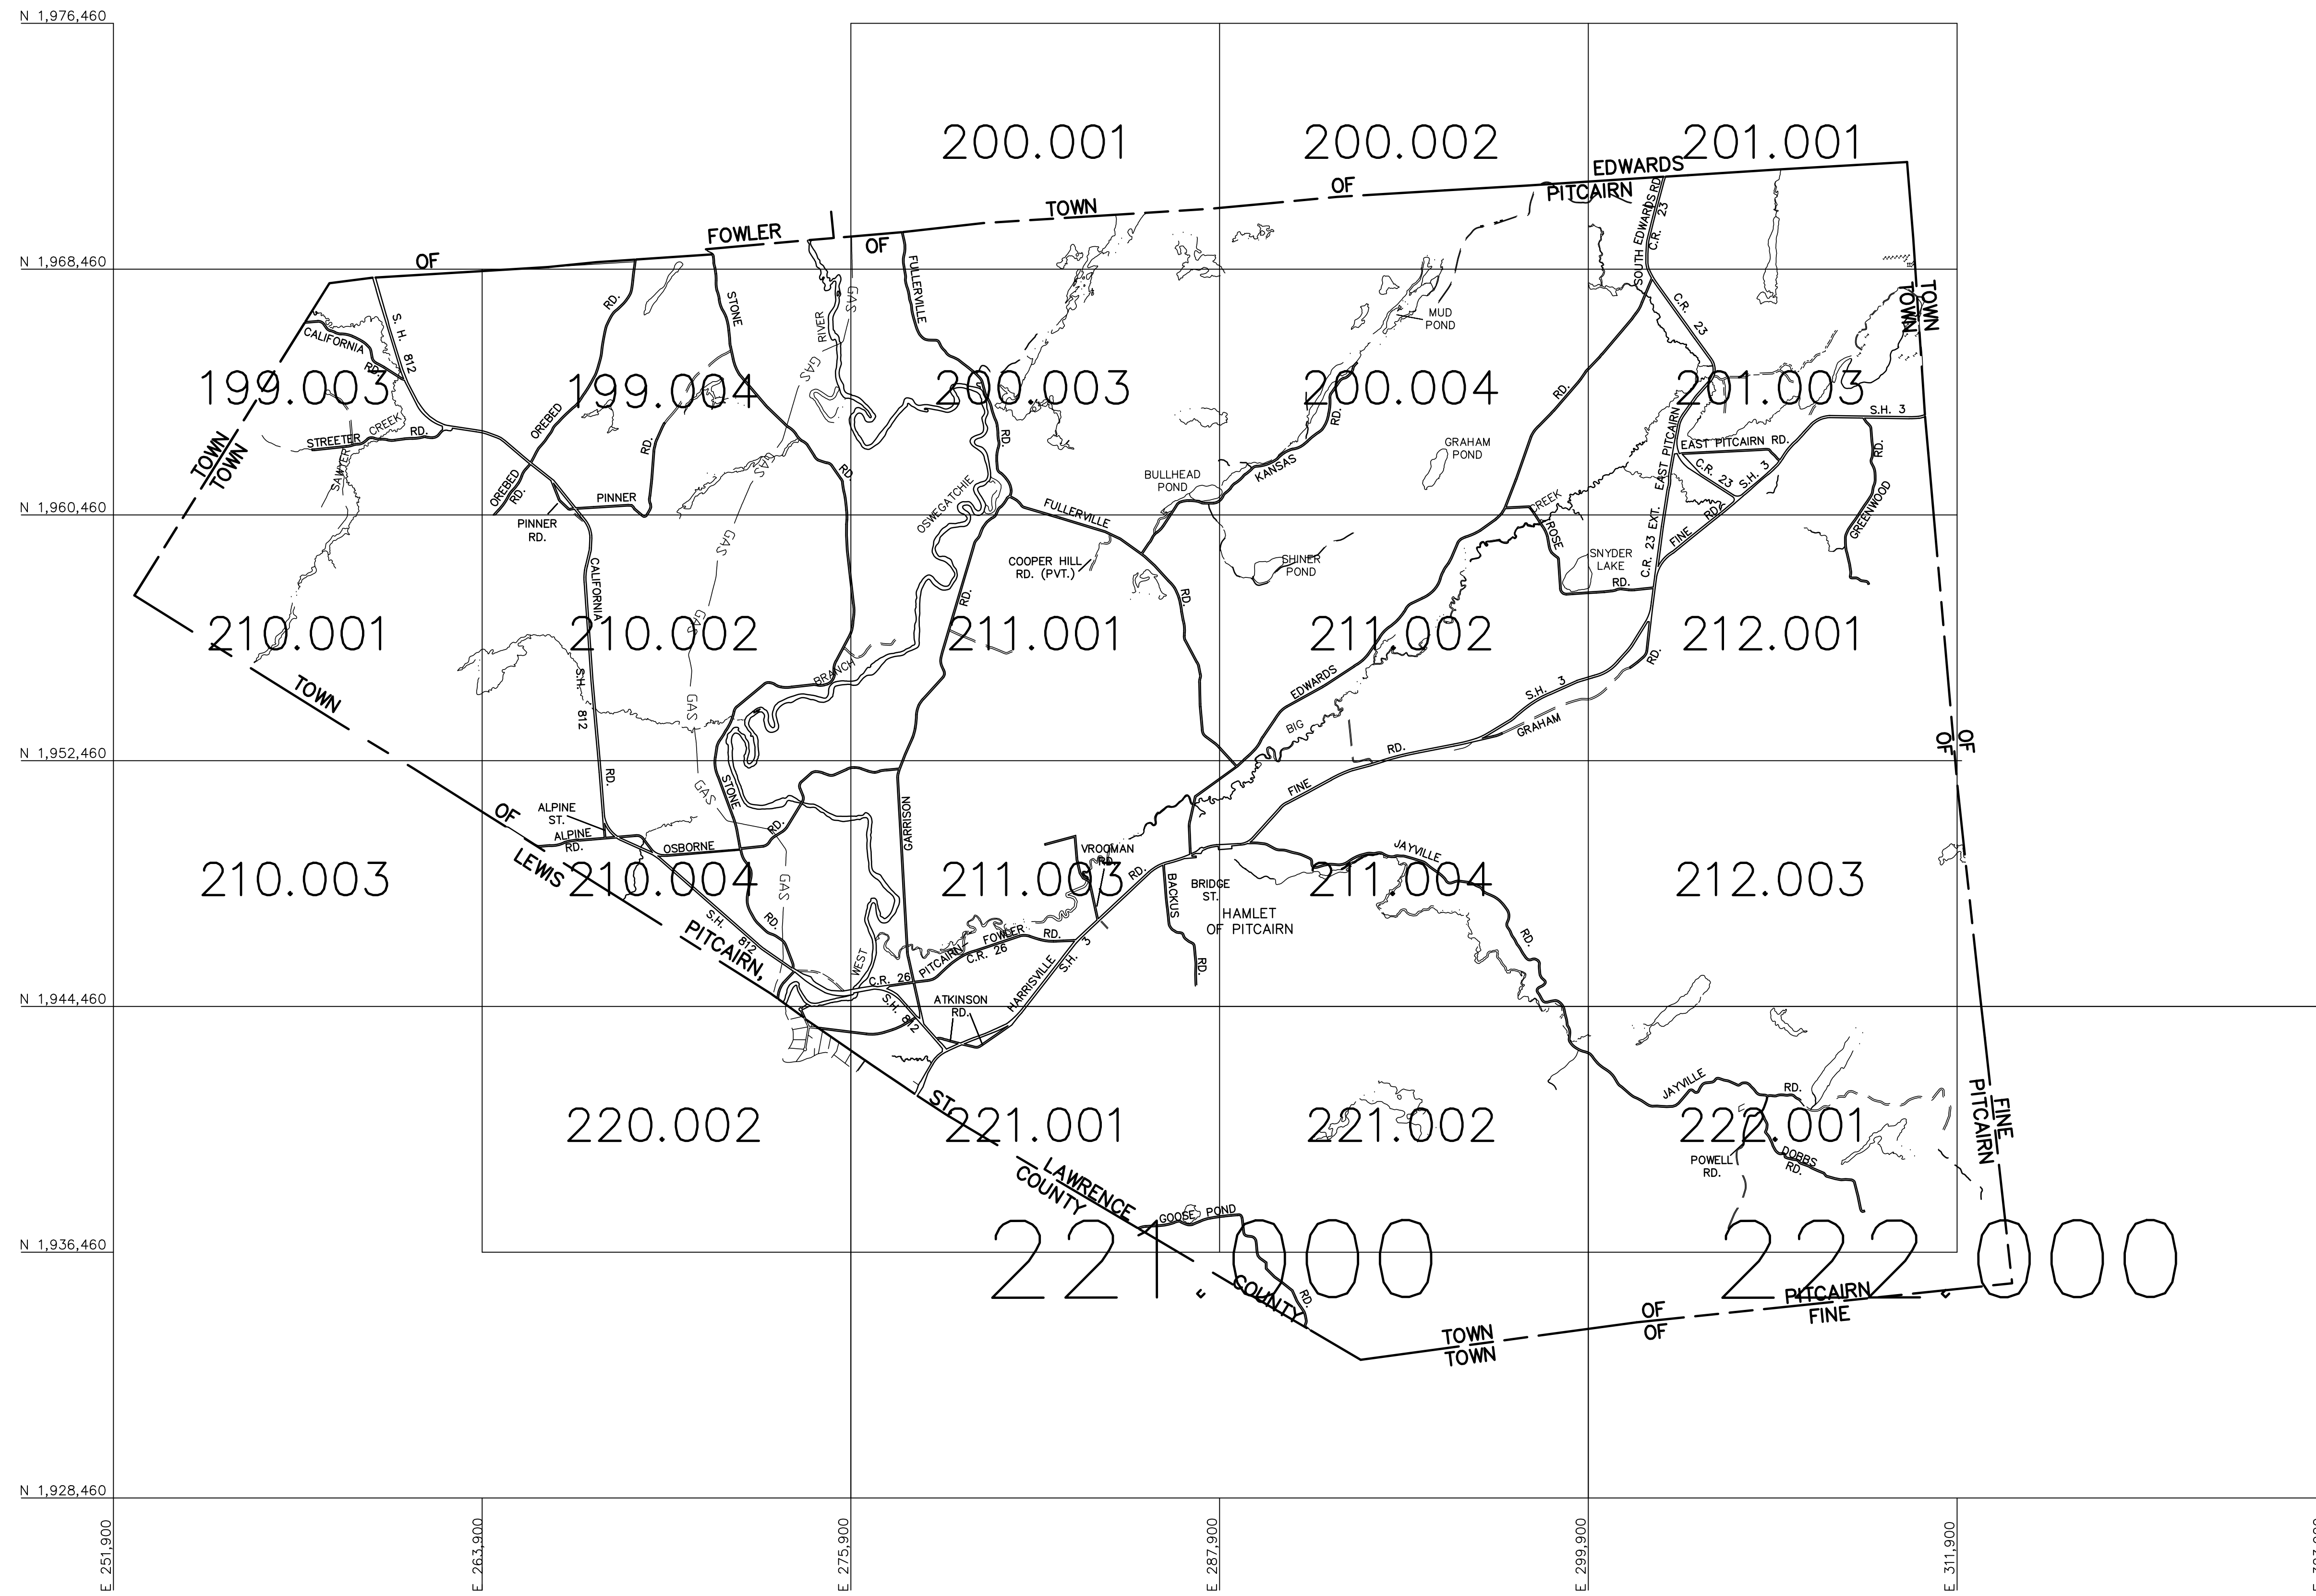 N 1,976,460
200.001
200.002
201.001
EDWARDS
PITCAIRN
OF
TOWN
OF
FOWLER
OF
N 1,968,460
SOUTH EDWARDS RD.
C.R. 23
C.R. 23
TOWN
TOWN
CALIFORNIA
RD.
S. H. 812
OREBED
RD.
STONE
RD.
RIVER
GAS
GAS
FULLERVILLE
RD.
MUD
POND
199.003
199.004
200.003
200.004
201.003
S.H. 3
TOWN
TOWN
STREETER
RD.
SAWYER
CREEK
OREBED
RD.
PINNER
RD.
PINNER
RD.
GAS
GAS
OSWEGATCHIE
BULLHEAD
POND
KANSAS
RD.
GRAHAM
POND
RD.
EAST PITCAIRN
EAST PITCAIRN RD.
C.R. 23
S.H. 3
RD.
GREENWOOD
N 1,960,460
FULLERVILLE
RD.
COOPER HILL
RD. (PVT.)
SHINER
POND
CREEK
ROSE
RD.
SNYDER
LAKE
C.R. 23 EXT.
FINE
RD.
CALIFORNIA
S.H. 812
RD.
210.001
210.002
211.001
211.002
212.001
GAS
GAS
RD.
BRANCH
EDWARDS
BIG
S.H. 3
GRAHAM
RD.
TOWN
OF
OF
N 1,952,460
FINE
RD.
OF
ALPINE
ST.
ALPINE
RD.
OSBORNE
RD.
STONE
RD.
GAS
GAS
GARRISON
VROOMAN
RD.
RD.
JAYVILLE
RD.
LEWIS
210.003
210.004
211.003
211.004
212.003
BACKUS
RD.
BRIDGE
ST.
HAMLET
OF PITCAIRN
S.H. 812
PITCAIRN,
WEST
C.R. 26
PITCAIRN
FOWLER
RD.
C.R. 26
HARRISVILLE
S.H. 3
N 1,944,460
S.H. 812
ATKINSON
RD.
JAYVILLE
RD.
220.002
ST.
221.001
221.002
222.001
POWELL
RD.
DOBBS
RD.
FINE
PITCAIRN
LAWRENCE
COUNTY
GOOSE POND
RD.
221.000
222.000
N 1,936,460
COUNTY
PITCAIRN
FINE
OF
OF
TOWN
TOWN
N 1,928,460
E 251,900
E 263,900
E 275,900
E 287,900
E 299,900
E 311,900